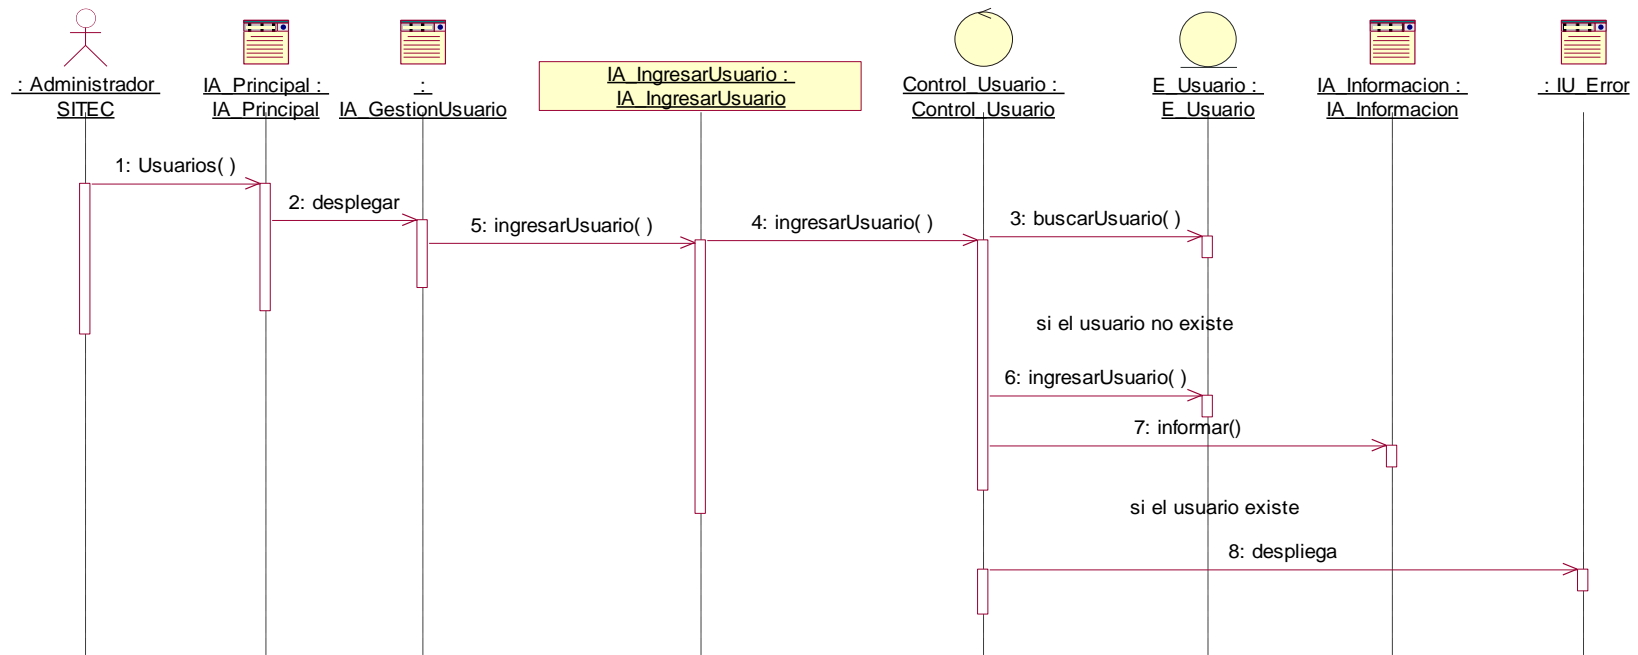 : Administrador
SITEC
IA_Principal :
IA_Principal
:
IA_GestionUsuario
IA_IngresarUsuario :
IA_IngresarUsuario
Control_Usuario :
Control_Usuario
E_Usuario :
E_Usuario
IA_Informacion :
IA_Informacion
: IU_Error
1: Usuarios( )
2: desplegar
5: ingresarUsuario( )
4: ingresarUsuario( )
3: buscarUsuario( )
si el usuario no existe
6: ingresarUsuario( )
7: informar()
si el usuario existe
8: despliega